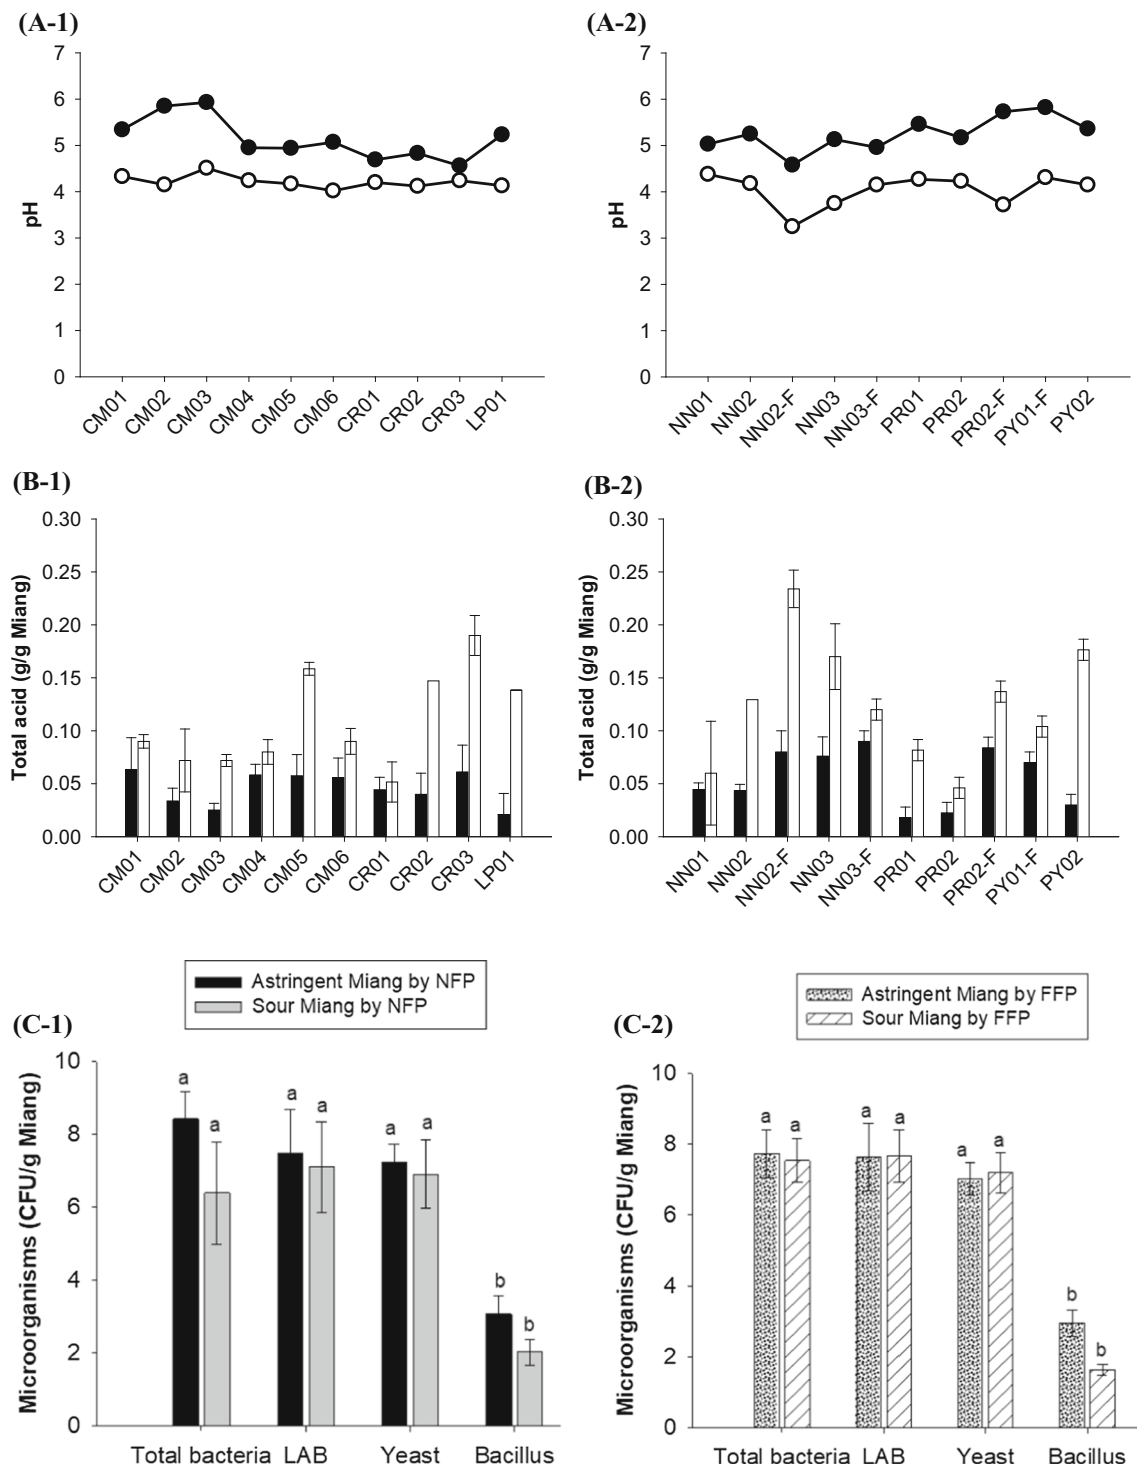 (A-1)
7
6
5
4
3
2
1
0
pH
CM01
CM02
CM03
CM04
CM05
CM06
CR01
CR02
CR03
LP01
(A-2)
7
6
5
4
3
2
1
0
pH
NN01
NN02
NN02-F
NN03
NN03-F
PR01
PR02
PR02-F
PY01-F
PY02
(B-1)
0.30
0.25
0.20
0.15
0.10
0.05
0.00
Total acid (g/g Miang)
CM01
CM02
CM03
CM04
CM05
CM06
CR01
CR02
CR03
LP01
(B-2)
0.30
0.25
0.20
0.15
0.10
0.05
0.00
Total acid (g/g Miang)
NN01
NN02
NN02-F
NN03
NN03-F
PR01
PR02
PR02-F
PY01-F
PY02
Astringent Miang by NFP
Sour Miang by NFP
(C-1)
10
8
6
4
2
0
Microorganisms (CFU/g Miang)
a
a
a
a
a
a
b
b
Total bacteria
LAB
Yeast
Bacillus
Astringent Miang by FFP
Sour Miang by FFP
(C-2)
10
8
6
4
2
0
Microorganisms (CFU/g Miang)
a
a
a
a
a
a
b
b
Total bacteria
LAB
Yeast
Bacillus